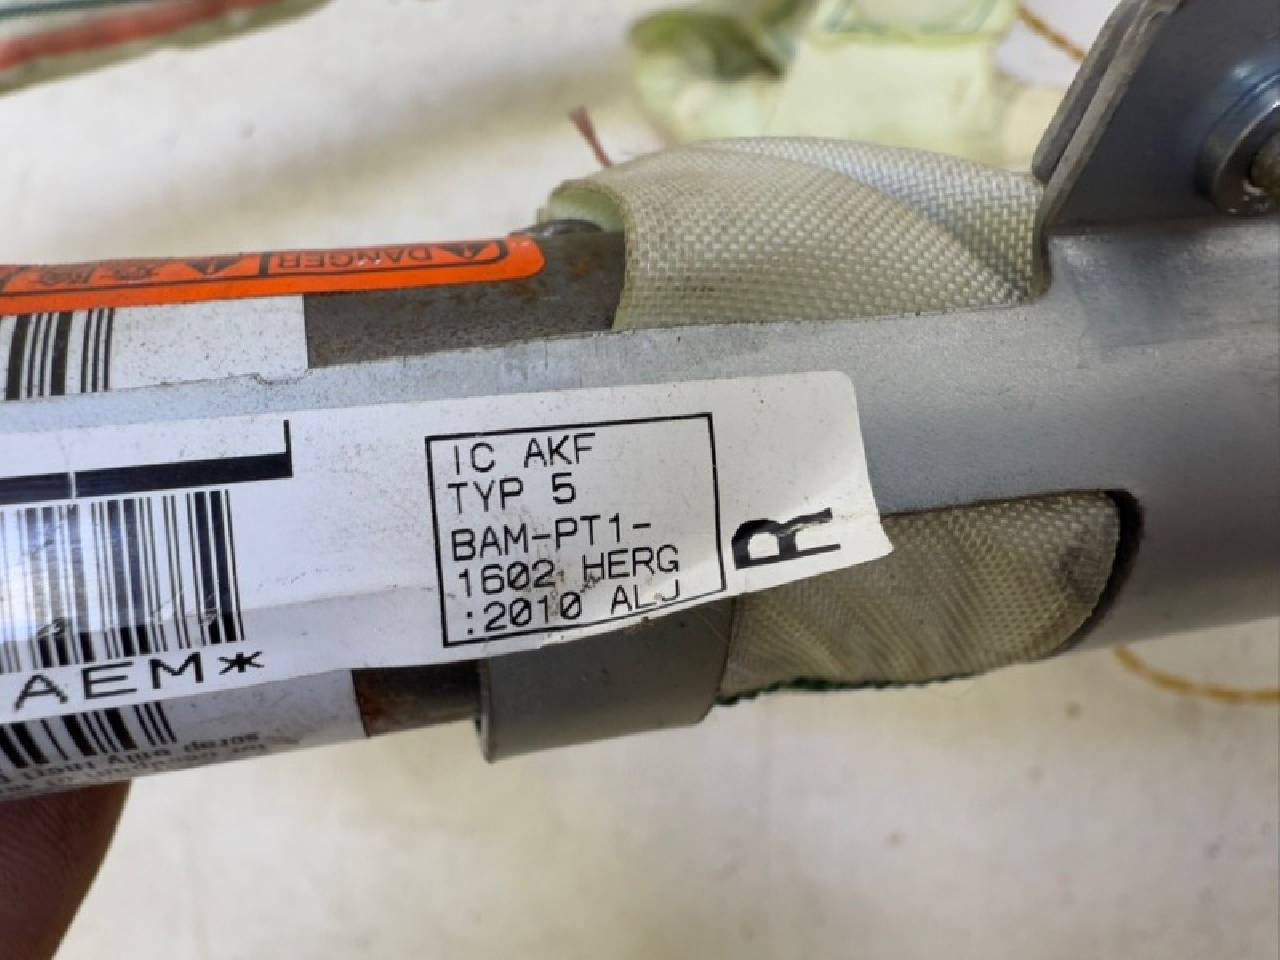 DANGER
IC AKF
TYP 5
BAM-PT1-
1602 HERG
:2010 ALJ
R
AEM*